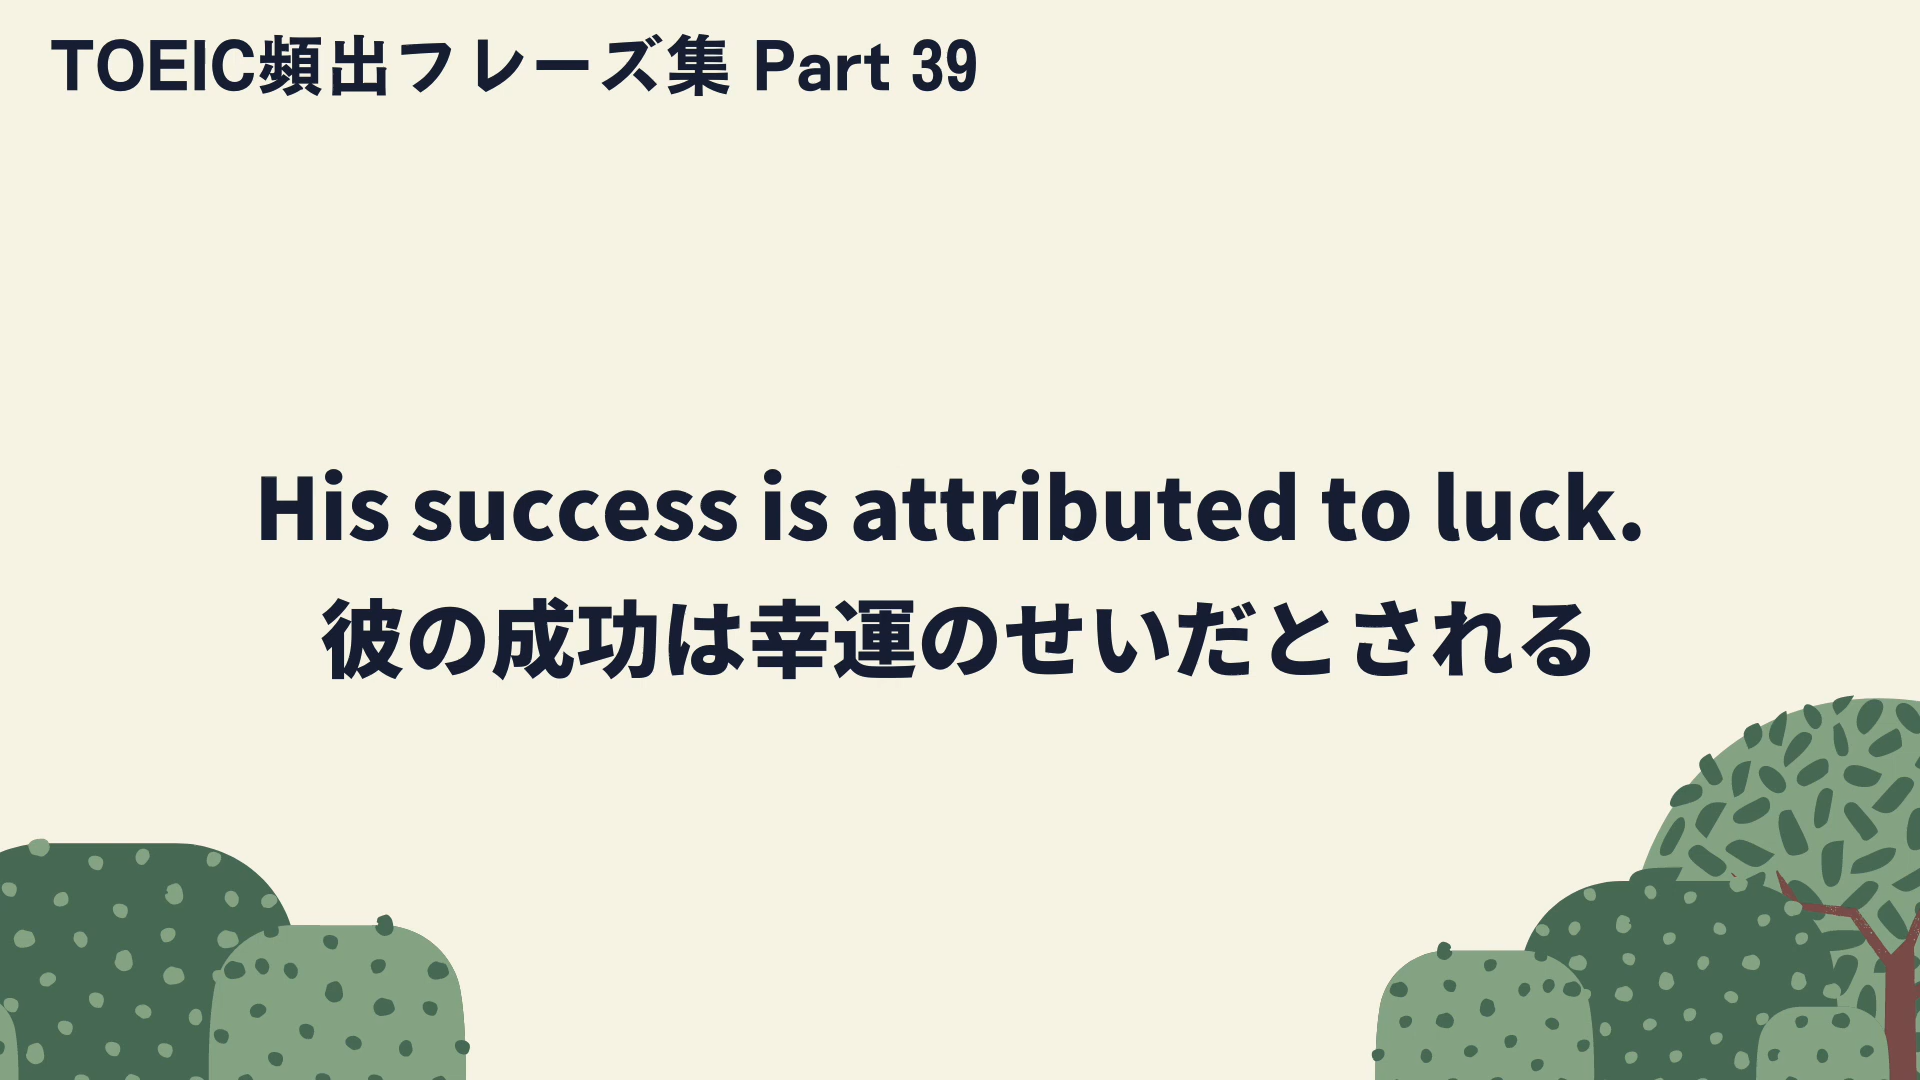 TOEIC頻出フレーズ集 Part 39
His success is attributed to luck.
彼の成功は幸運のせいだとされる